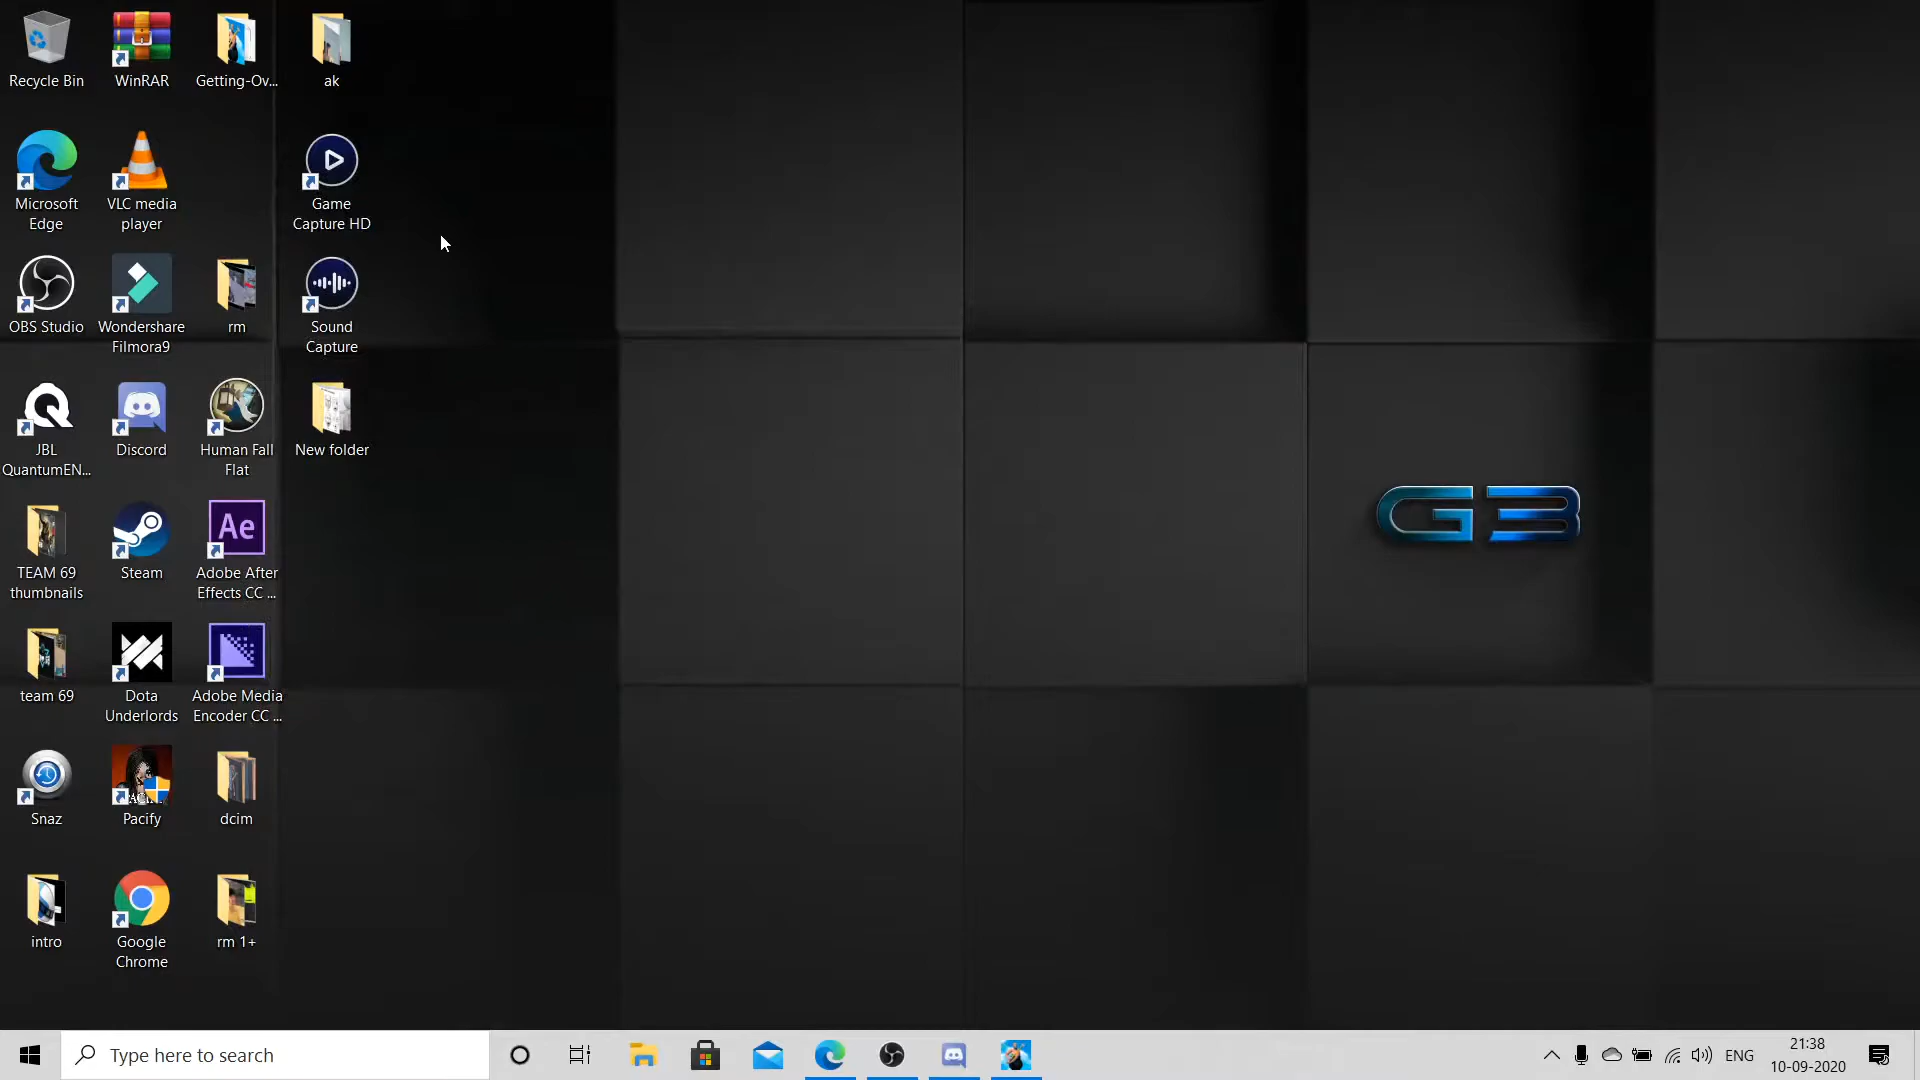 Recycle Bin
WinRAR
Getting-Ov...
ak
Microsoft
Edge
VLC media
player
Game
Capture HD
OBS Studio
Wondershare
Filmora9
rm
Sound
Capture
JBL
QuantumEN...
Discord
Human Fall
Flat
New folder
TEAM 69
thumbnails
Steam
Ae
Adobe After
Effects CC ...
team 69
Dota
Underlords
Adobe Media
Encoder CC ...
Snaz
Pacify
dcim
intro
Google
Chrome
rm 1+
G3
Type here to search
ENG
21:38
10-09-2020